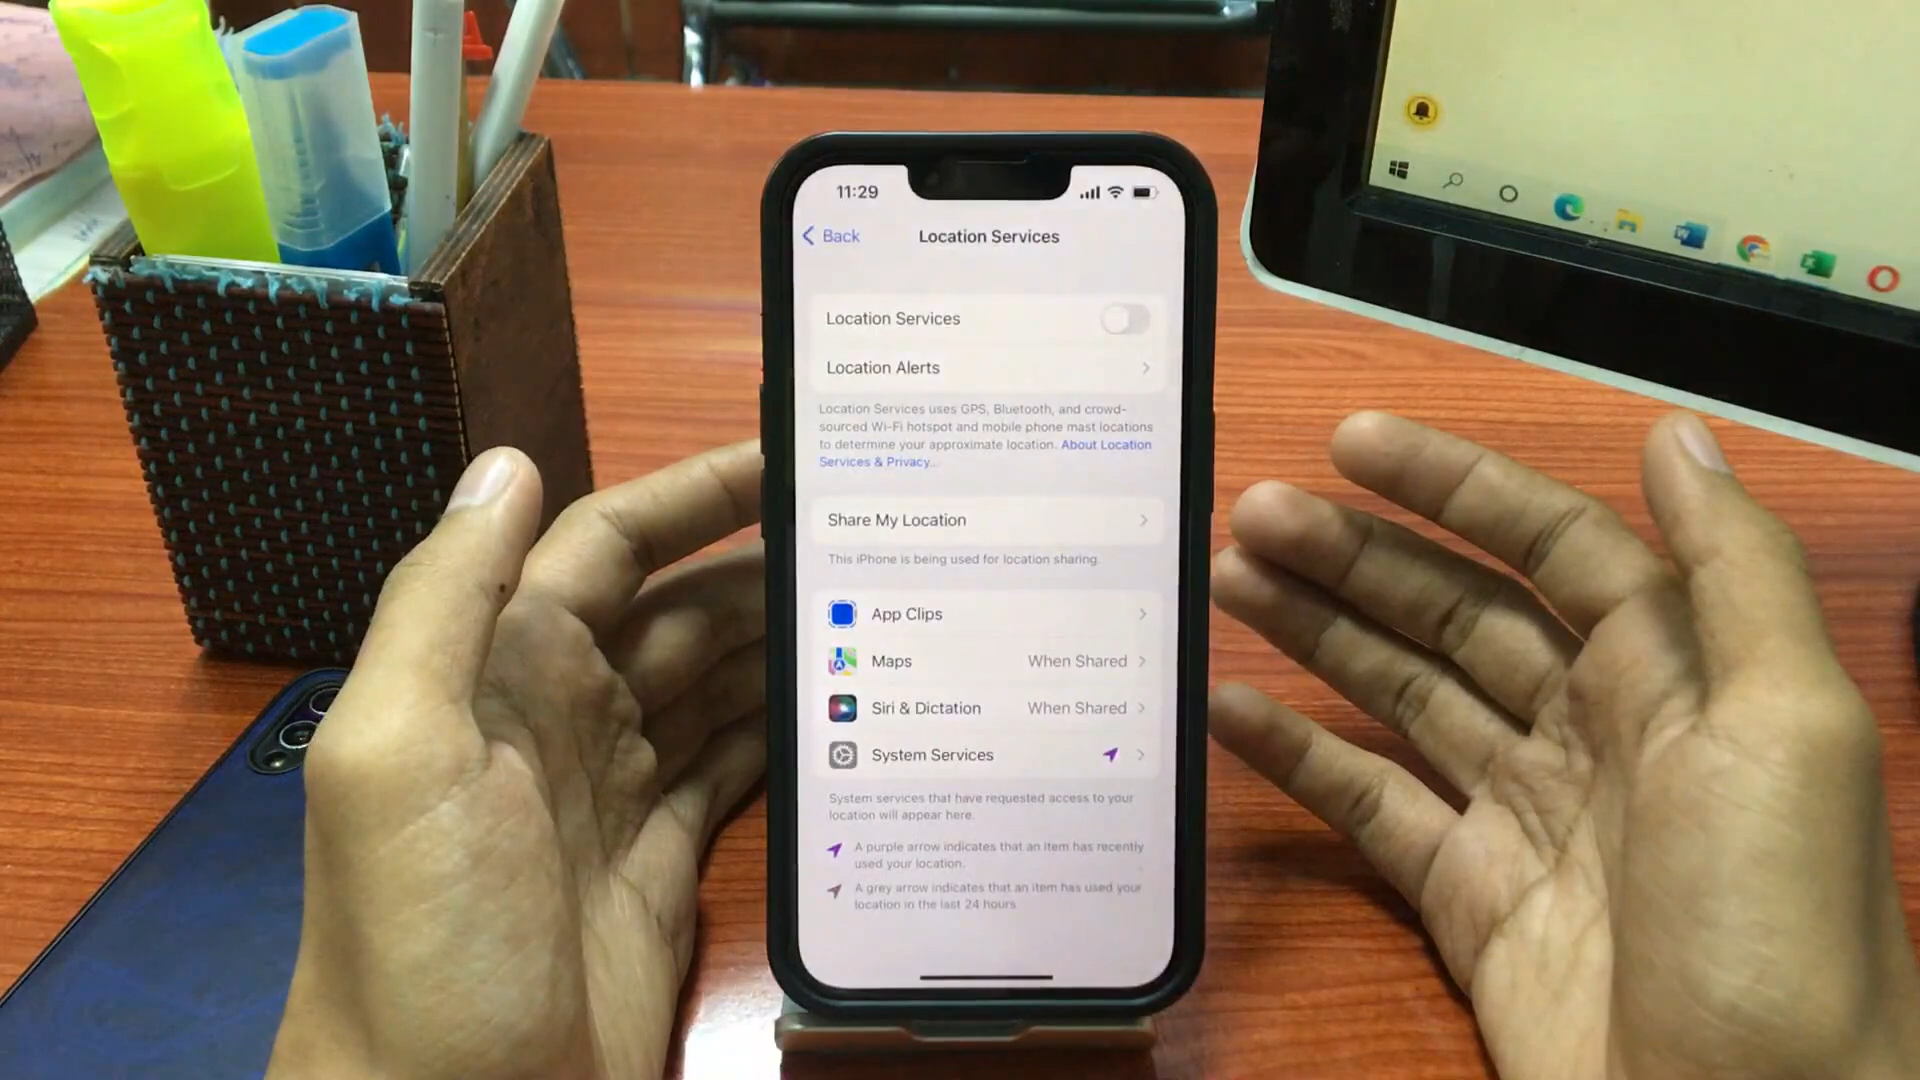 11:29
Back
Location Services
Location Services
Location Alerts
Location Services uses GPS, Bluetooth, and crowd-
sourced Wi-Fi hotspot and mobile phone mast locations
to determine your approximate location. About Location
Services & Privacy...
Share My Location
This iPhone is being used for location sharing.
App Clips
Maps When Shared
Siri & Dictation When Shared
System Services
System services that have requested access to your
location will appear here.
A purple arrow indicates that an item has recently
used your location.
A grey arrow indicates that an item has used your
location in the last 24 hours.